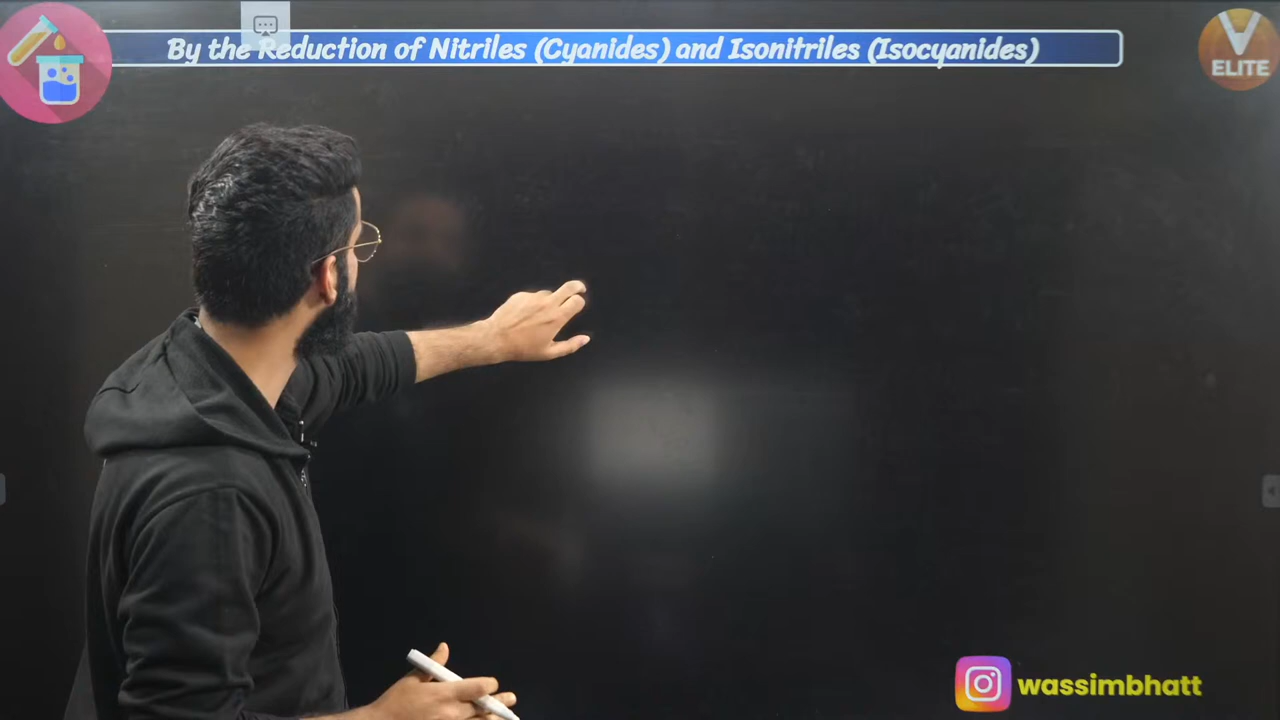 By the Reduction of Nitriles (Cyanides) and Isonitriles (Isocyanides)
V
ELITE
wassimbhatt